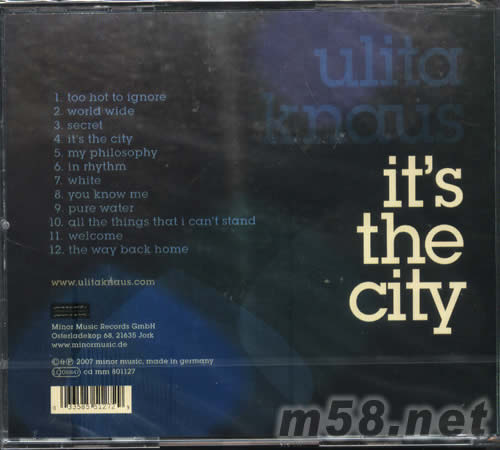 ulita
knaus
it's
the
city
1. too hot to ignore
2. world wide
3. secret
4. it's the city
5. my philosophy
6. in rhythm
7. white
8. you know me
9. pure water
10. all the things that i can't stand
11. welcome
12. the way back home
www.ulitaknaus.com
Minor Music Records GmbH
Osterladekop 68, 21635 Jork
www.minormusic.de
©&℗ 2007 minor music, made in germany
cd mm 801127
m58.net